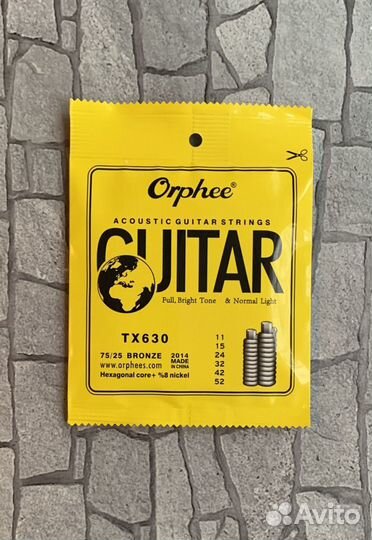 Orphee®
ACOUSTIC GUITAR STRINGS
GUITAR
Full, Bright Tone & Normal Light
TX630
75/25 BRONZE 2014 MADE IN CHINA
www.orphees.com
Hexagonal core+ %8 nickel
11
15
24
32
42
52
Avito